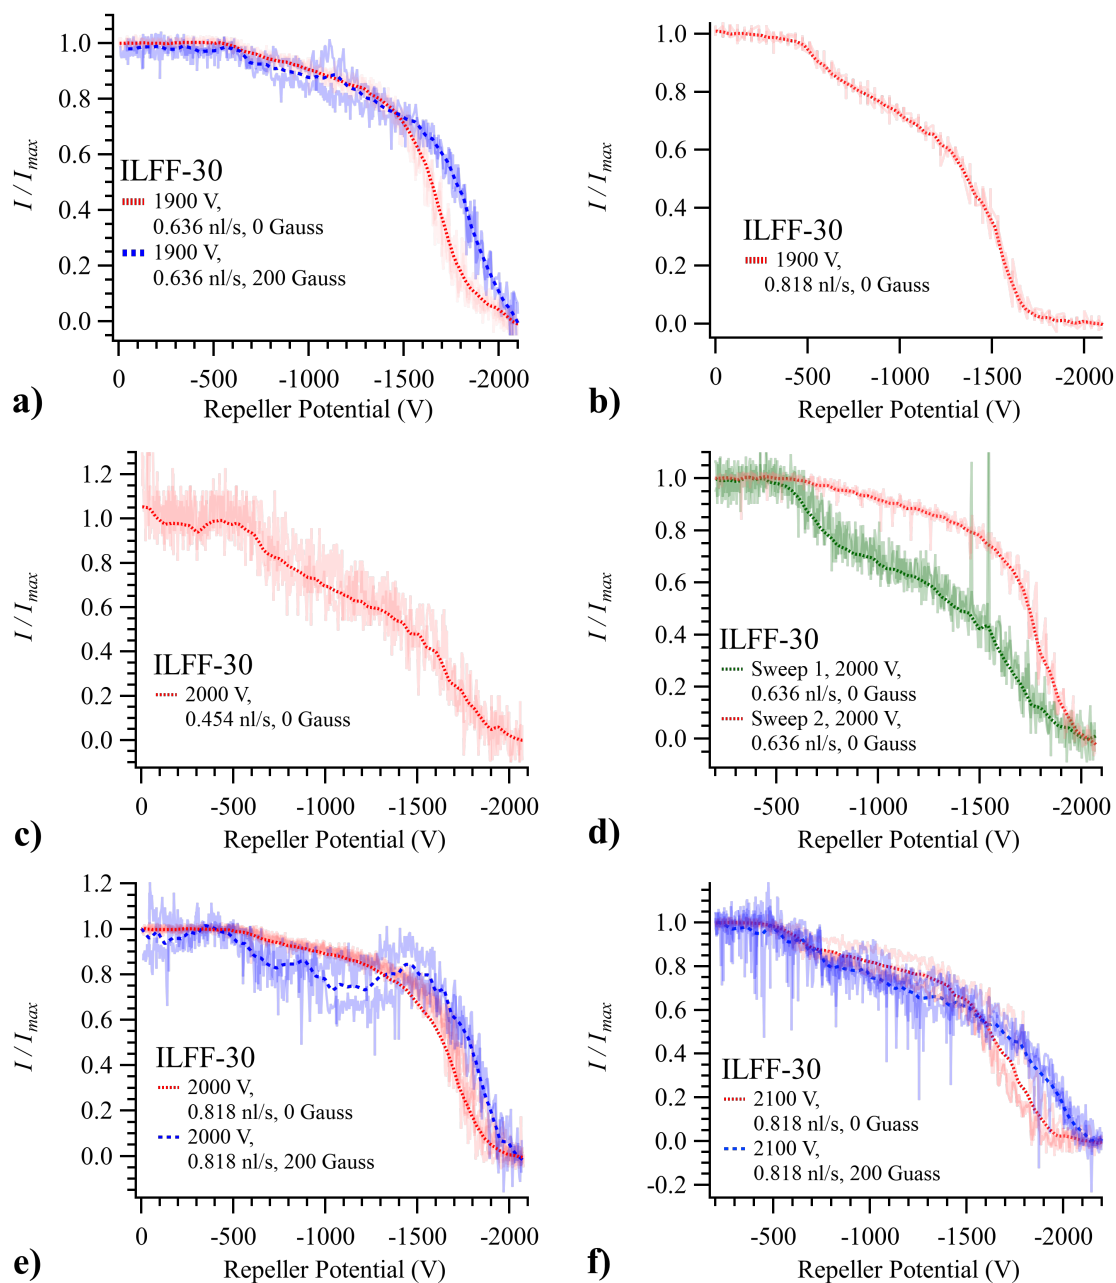 1.0
0.8
0.6
0.4
0.2
0.0
I / Imax
ILFF-30
1900 V,
0.636 nl/s, 0 Gauss
1900 V,
0.636 nl/s, 200 Gauss
0 -500 -1000 -1500 -2000
Repeller Potential (V)
a)
1.0
0.8
0.6
0.4
0.2
0.0
I / Imax
ILFF-30
1900 V,
0.818 nl/s, 0 Gauss
0 -500 -1000 -1500 -2000
Repeller Potential (V)
b)
1.2
1.0
0.8
0.6
0.4
0.2
0.0
I / Imax
ILFF-30
2000 V,
0.454 nl/s, 0 Gauss
0 -500 -1000 -1500 -2000
Repeller Potential (V)
c)
1.0
0.8
0.6
0.4
0.2
0.0
I / Imax
ILFF-30
Sweep 1, 2000 V,
0.636 nl/s, 0 Gauss
Sweep 2, 2000 V,
0.636 nl/s, 0 Gauss
-500 -1000 -1500 -2000
Repeller Potential (V)
d)
1.2
1.0
0.8
0.6
0.4
0.2
0.0
I / Imax
ILFF-30
2000 V,
0.818 nl/s, 0 Gauss
2000 V,
0.818 nl/s, 200 Gauss
0 -500 -1000 -1500 -2000
Repeller Potential (V)
e)
1.0
0.8
0.6
0.4
0.2
0.0
-0.2
I / Imax
ILFF-30
2100 V,
0.818 nl/s, 0 Guass
2100 V,
0.818 nl/s, 200 Guass
-500 -1000 -1500 -2000
Repeller Potential (V)
f)